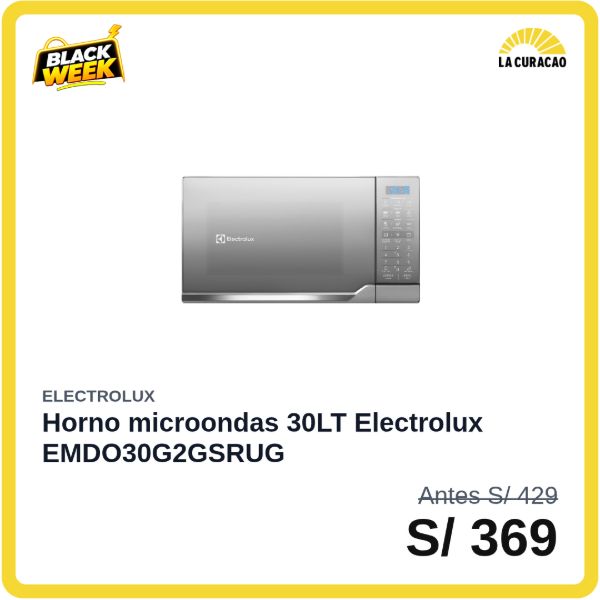 BLACK
WEEK
LA CURACAO
Electrolux
ELECTROLUX
Horno microondas 30LT Electrolux
EMDO30G2GSRUG
Antes S/ 429
S/ 369